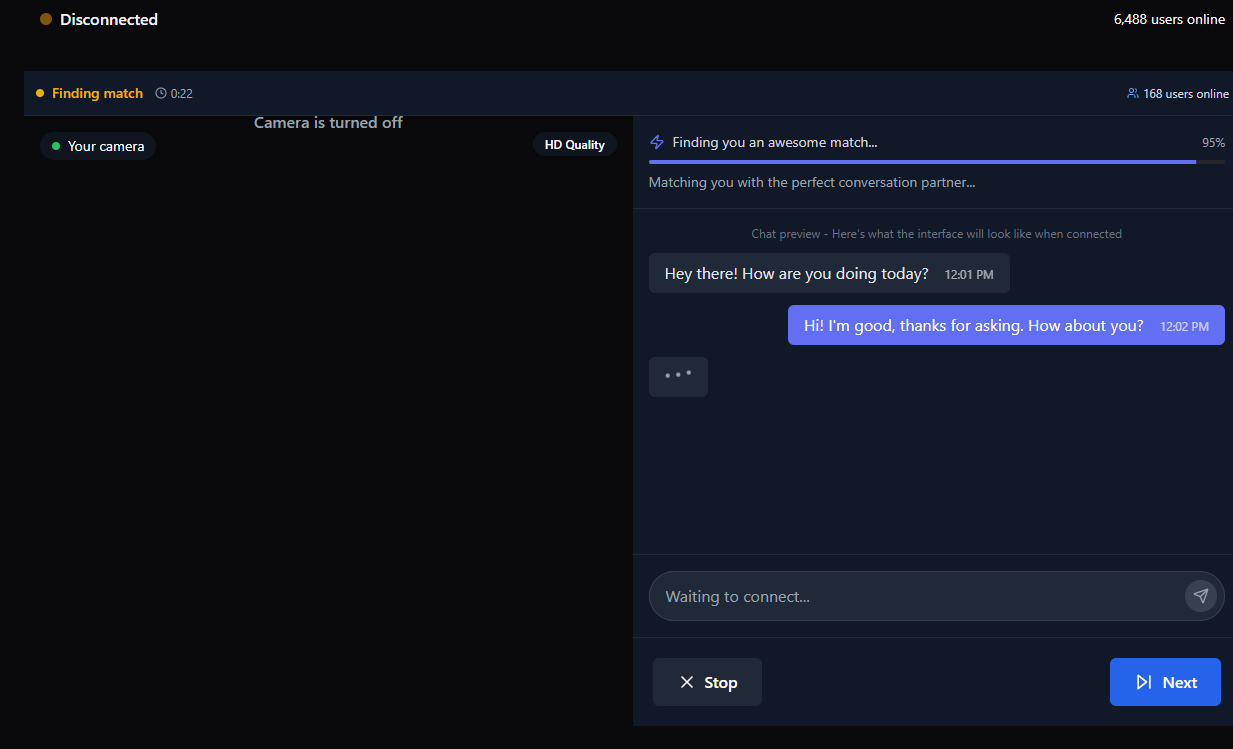 Disconnected
6,488 users online
Finding match 0:22
168 users online
Camera is turned off
Your camera
HD Quality
Finding you an awesome match...
95%
Matching you with the perfect conversation partner...
Chat preview - Here's what the interface will look like when connected
Hey there! How are you doing today? 12:01 PM
Hi! I'm good, thanks for asking. How about you? 12:02 PM
Waiting to connect...
Stop
Next